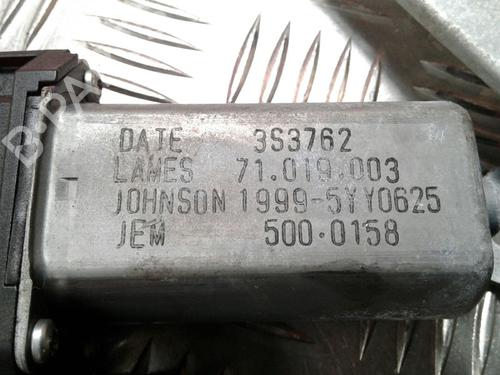 DATE 3S3762
LAMES 71.019.003
JOHNSON 1999-5YY0625
JEM 500.0158
B-PA